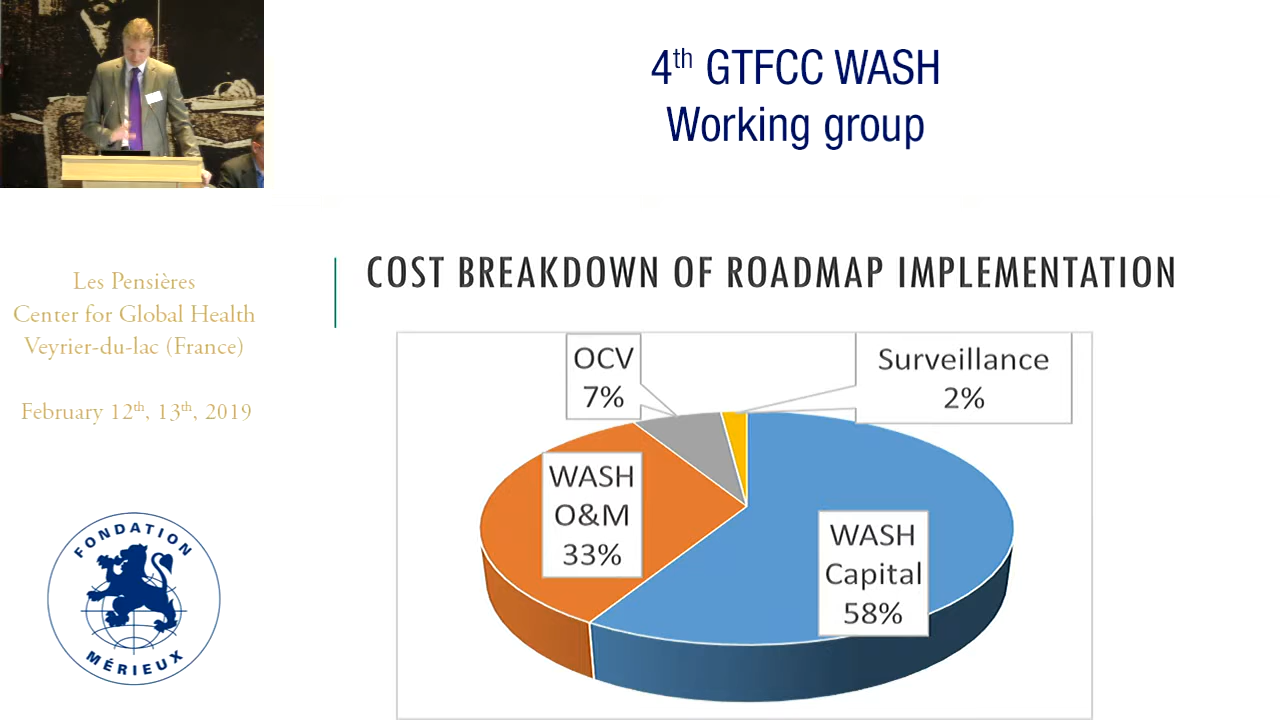 4th GTFCC WASH
Working group
Les Pensières
Center for Global Health
Veyrier-du-lac (France)
February 12th, 13th, 2019
FONDATION
MÉRIEUX
COST BREAKDOWN OF ROADMAP IMPLEMENTATION
OCV
7%
Surveillance
2%
WASH
O&M
33%
WASH
Capital
58%